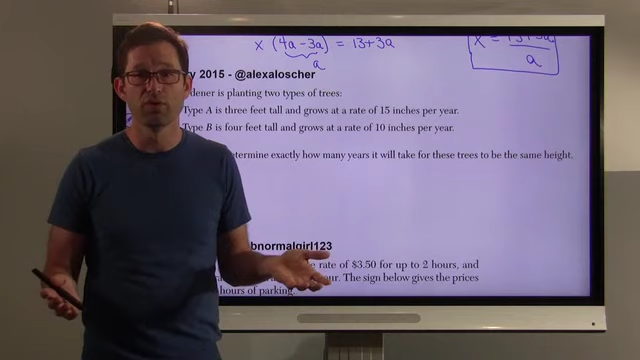 x (4a - 3a) = 13 + 3a
a
x =
a
y 2015 - @alexaloscher
dener is planting two types of trees:
Type A is three feet tall and grows at a rate of 15 inches per year.
Type B is four feet tall and grows at a rate of 10 inches per year.
etermine exactly how many years it will take for these trees to be the same height.
bnormalgirl123
e rate of $3.50 for up to 2 hours, and
our. The sign below gives the prices
hours of parking.